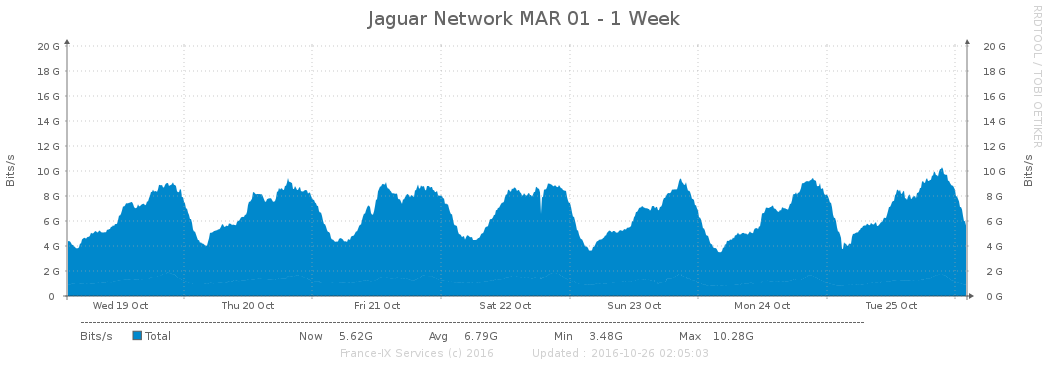 Jaguar Network MAR 01 - 1 Week
RRDTOOL / TOBI OETIKER
Bits/s
Bits/s
20 G 20 G
18 G 18 G
16 G 16 G
14 G 14 G
12 G 12 G
10 G 10 G
8 G 8 G
6 G 6 G
4 G 4 G
2 G 2 G
0 0 G
Wed 19 Oct Thu 20 Oct Fri 21 Oct Sat 22 Oct Sun 23 Oct Mon 24 Oct Tue 25 Oct
Bits/s Total Now 5.62G Avg 6.79G Min 3.48G Max 10.28G
France-IX Services (c) 2016 Updated : 2016-10-26 02:05:03